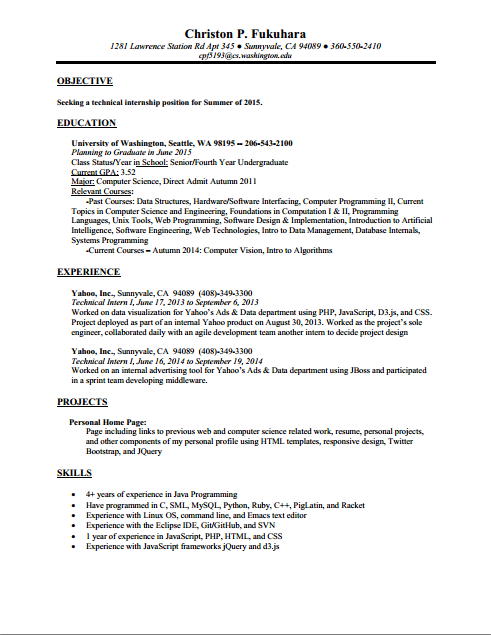 Christon P. Fukuhara
1281 Lawrence Station Rd Apt 345 ● Sunnyvale, CA 94089 ● 360-550-2410
cpf5193@cs.washington.edu
OBJECTIVE
Seeking a technical internship position for Summer of 2015.
EDUCATION
University of Washington, Seattle, WA 98195 -- 206-543-2100
Planning to Graduate in June 2015
Class Status/Year in School: Senior/Fourth Year Undergraduate
Current GPA: 3.52
Major: Computer Science, Direct Admit Autumn 2011
Relevant Courses:
-Past Courses: Data Structures, Hardware/Software Interfacing, Computer Programming II, Current
Topics in Computer Science and Engineering, Foundations in Computation I & II, Programming
Languages, Unix Tools, Web Programming, Software Design & Implementation, Introduction to Artificial
Intelligence, Software Engineering, Web Technologies, Intro to Data Management, Database Internals,
Systems Programming
-Current Courses – Autumn 2014: Computer Vision, Intro to Algorithms
EXPERIENCE
Yahoo, Inc., Sunnyvale, CA 94089 (408)-349-3300
Technical Intern I, June 17, 2013 to September 6, 2013
Worked on data visualization for Yahoo's Ads & Data department using PHP, JavaScript, D3.js, and CSS.
Project deployed as part of an internal Yahoo product on August 30, 2013. Worked as the project's sole
engineer, collaborated daily with an agile development team another intern to decide project design
Yahoo, Inc., Sunnyvale, CA 94089 (408)-349-3300
Technical Intern I, June 16, 2014 to September 19, 2014
Worked on an internal advertising tool for Yahoo's Ads & Data department using JBoss and participated
in a sprint team developing middleware.
PROJECTS
Personal Home Page:
Page including links to previous web and computer science related work, resume, personal projects,
and other components of my personal profile using HTML templates, responsive design, Twitter
Bootstrap, and JQuery
SKILLS
● 4+ years of experience in Java Programming
● Have programmed in C, SML, MySQL, Python, Ruby, C++, PigLatin, and Racket
● Experience with Linux OS, command line, and Emacs text editor
● Experience with the Eclipse IDE, Git/GitHub, and SVN
● 1 year of experience in JavaScript, PHP, HTML, and CSS
● Experience with JavaScript frameworks jQuery and d3.js